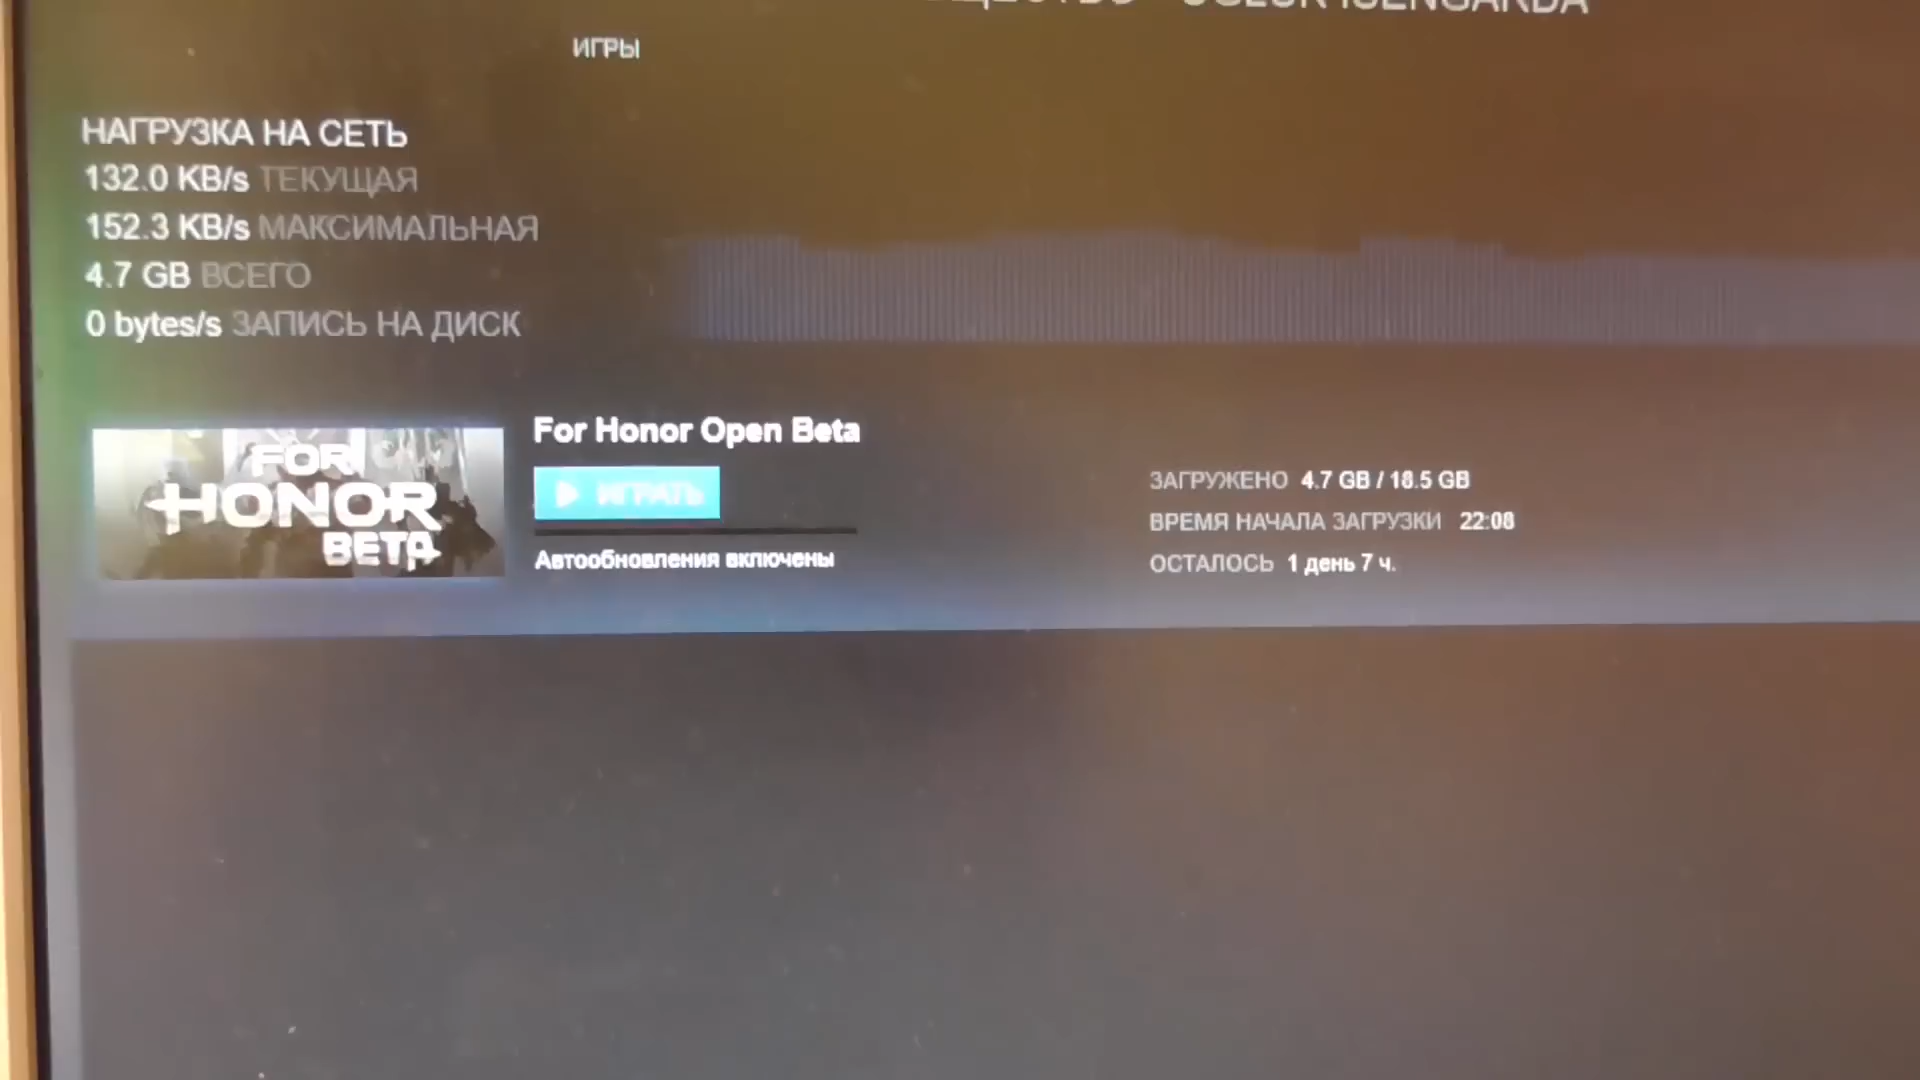 UGLUK ISENGARDA
ИГРЫ
НАГРУЗКА НА СЕТЬ
132.0 KB/s ТЕКУЩАЯ
152.3 KB/s МАКСИМАЛЬНАЯ
4.7 GB ВСЕГО
0 bytes/s ЗАПИСЬ НА ДИСК
FOR
HONOR
BETA
For Honor Open Beta
ИГРАТЬ
Автообновления включены
ЗАГРУЖЕНО 4.7 GB / 18.5 GB
ВРЕМЯ НАЧАЛА ЗАГРУЗКИ 22:08
ОСТАЛОСЬ 1 день 7 ч.